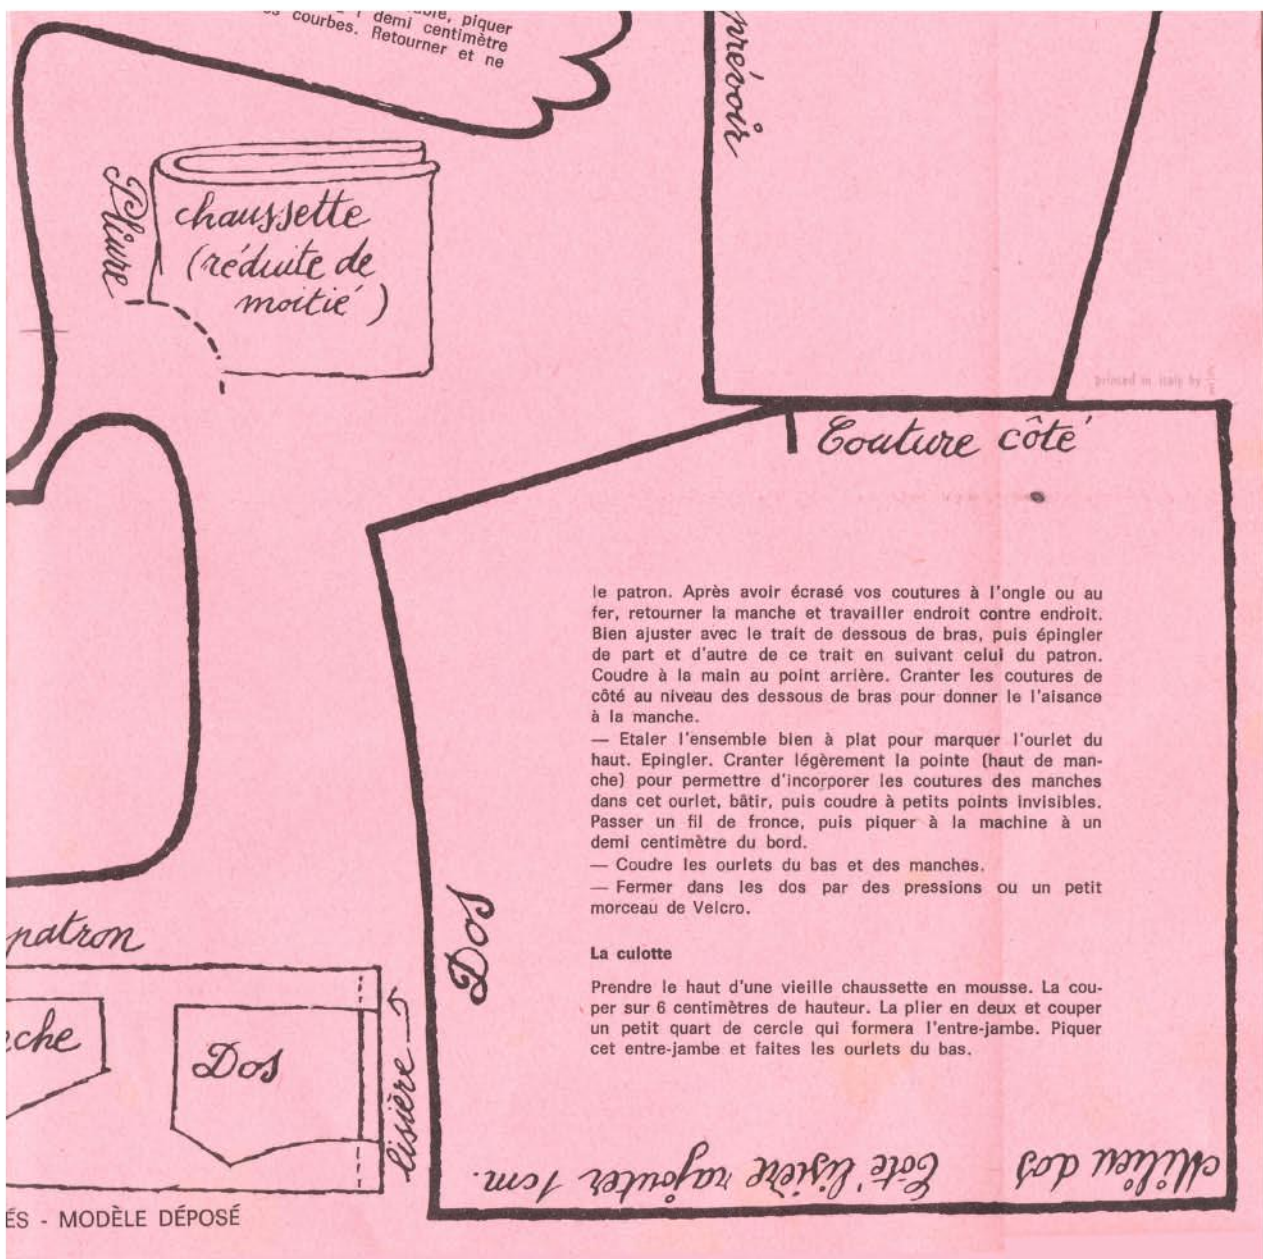 ble, piquer
1 demi centimètre
courbes. Retourner et ne
prévoir
Pliure
chaussette
(réduite de
moitié)
printed in italy by
Couture côté
le patron. Après avoir écrasé vos coutures à l'ongle ou au
fer, retourner la manche et travailler endroit contre endroit.
Bien ajuster avec le trait de dessous de bras, puis épingler
de part et d'autre de ce trait en suivant celui du patron.
Coudre à la main au point arrière. Cranter les coutures de
côté au niveau des dessous de bras pour donner le l'aisance
à la manche.
— Etaler l'ensemble bien à plat pour marquer l'ourlet du
haut. Epingler. Cranter légèrement la pointe (haut de man-
che) pour permettre d'incorporer les coutures des manches
dans cet ourlet, bâtir, puis coudre à petits points invisibles.
Passer un fil de fronce, puis piquer à la machine à un
demi centimètre du bord.
— Coudre les ourlets du bas et des manches.
— Fermer dans les dos par des pressions ou un petit
morceau de Velcro.
La culotte
Prendre le haut d'une vieille chaussette en mousse. La cou-
per sur 6 centimètres de hauteur. La plier en deux et couper
un petit quart de cercle qui formera l'entre-jambe. Piquer
cet entre-jambe et faites les ourlets du bas.
Dos
Milieu dos Côté lisière rajouter 1 cm.
patron
che
Dos
lisière
ÉS - MODÈLE DÉPOSÉ